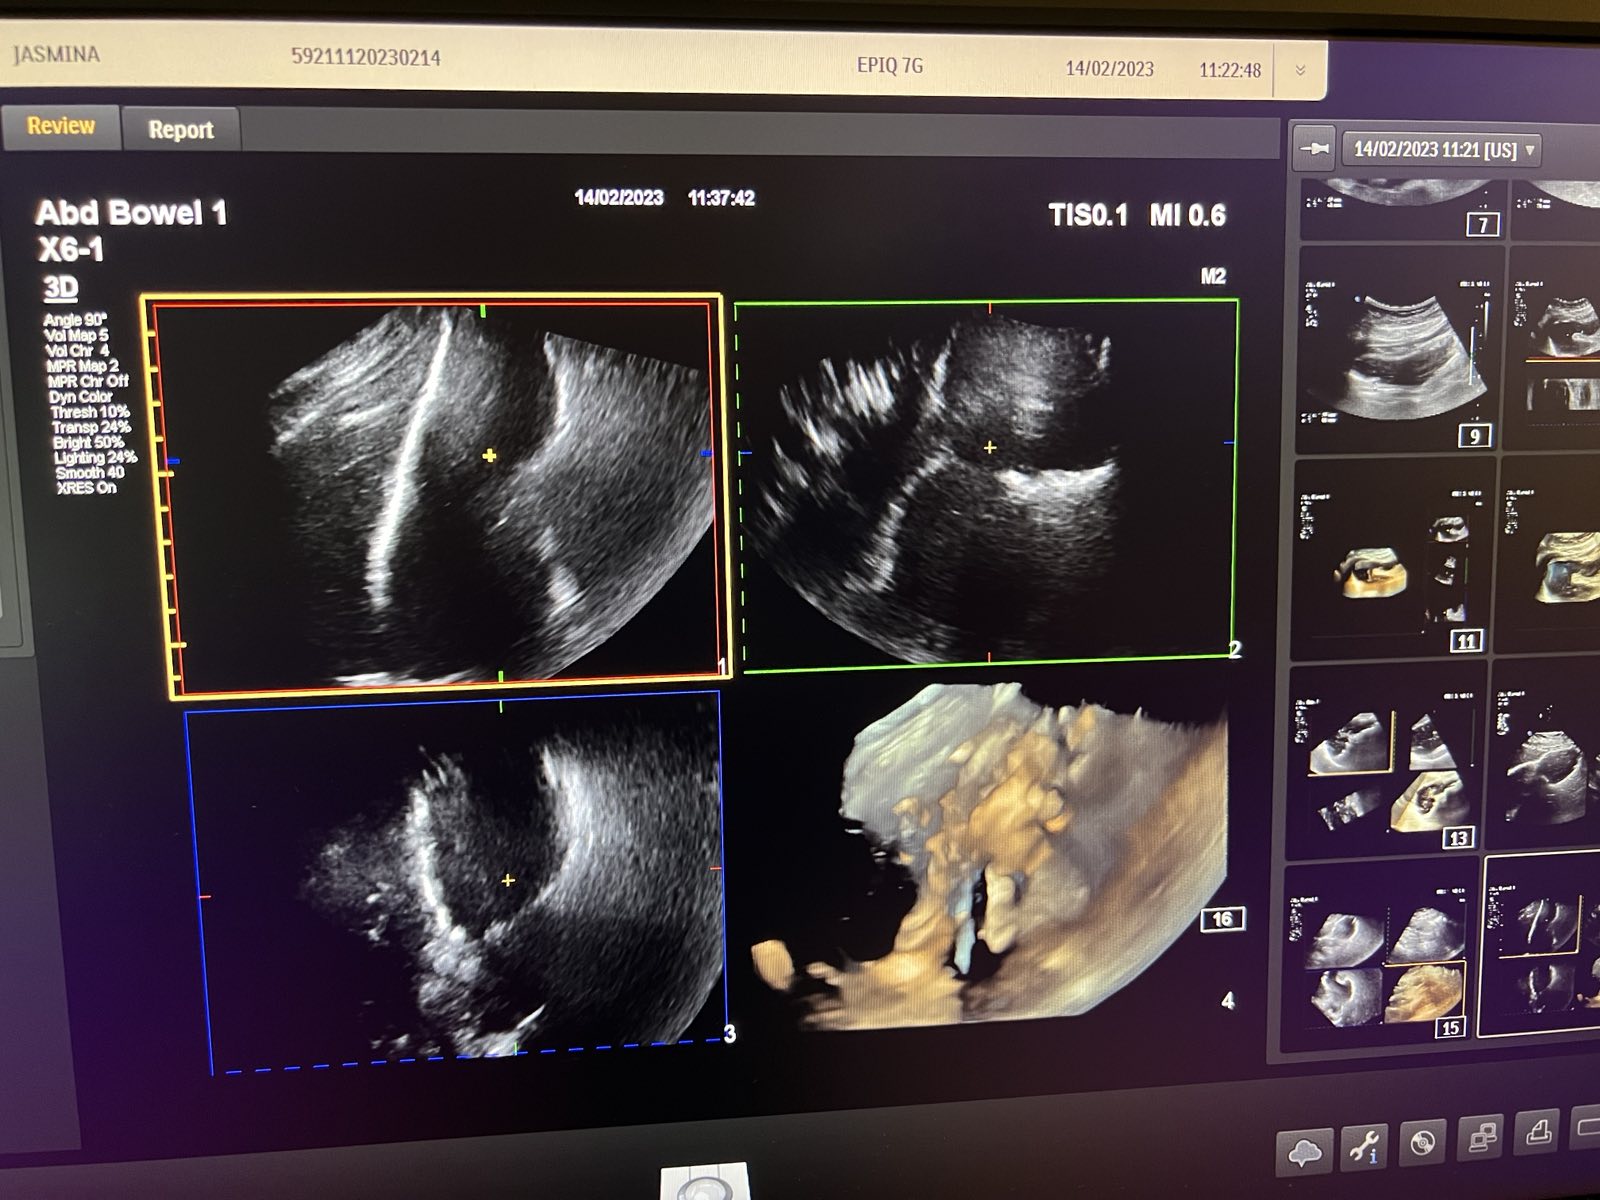 JASMINA 59211120230214 EPIQ 7G 14/02/2023 11:22:48
Review Report
14/02/2023 11:21 [US]
Abd Bowel 1 14/02/2023 11:37:42 TIS0.1 MI 0.6
X6-1
3D
M2
Angle 90°
Vol Map 5
Vol Chr 4
MPR Map 2
MPR Chr Off
Dyn Color
Thresh 10%
Transp 24%
Bright 50%
Lighting 24%
Smooth 40
XRES On
1
2
3
16
4
7
9
11
13
15